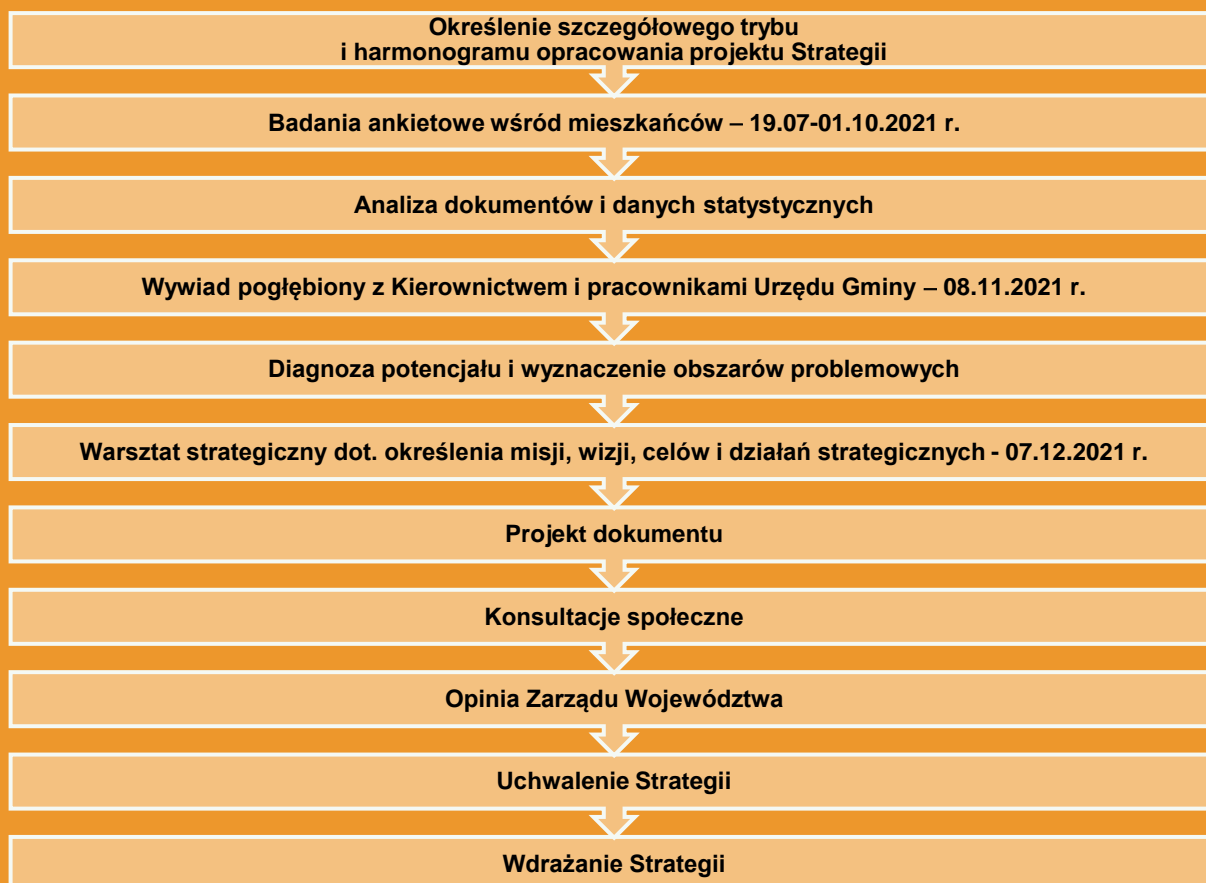 Określenie szczegółowego trybu
i harmonogramu opracowania projektu Strategii
Badania ankietowe wśród mieszkańców – 19.07-01.10.2021 r.
Analiza dokumentów i danych statystycznych
Wywiad pogłębiony z Kierownictwem i pracownikami Urzędu Gminy – 08.11.2021 r.
Diagnoza potencjału i wyznaczenie obszarów problemowych
Warsztat strategiczny dot. określenia misji, wizji, celów i działań strategicznych - 07.12.2021 r.
Projekt dokumentu
Konsultacje społeczne
Opinia Zarządu Województwa
Uchwalenie Strategii
Wdrażanie Strategii